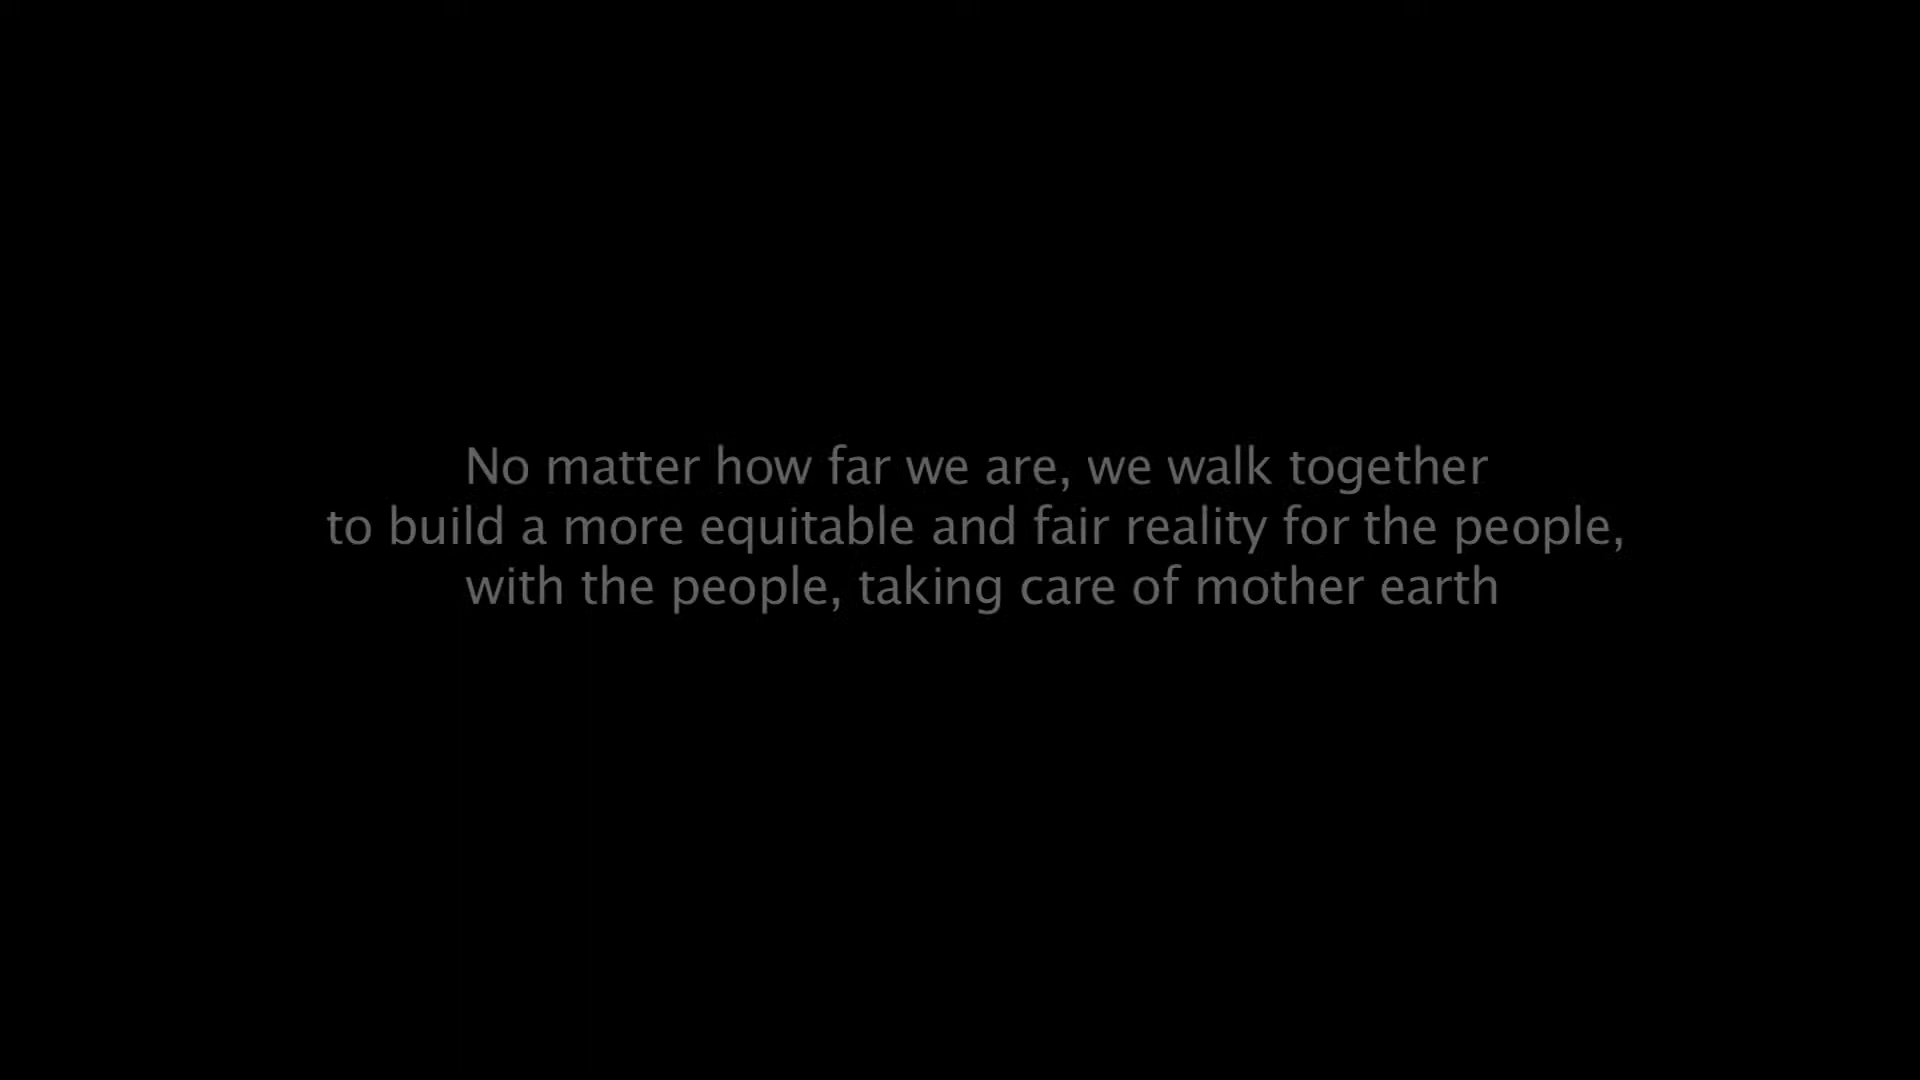 No matter how far we are, we walk together
to build a more equitable and fair reality for the people,
with the people, taking care of mother earth